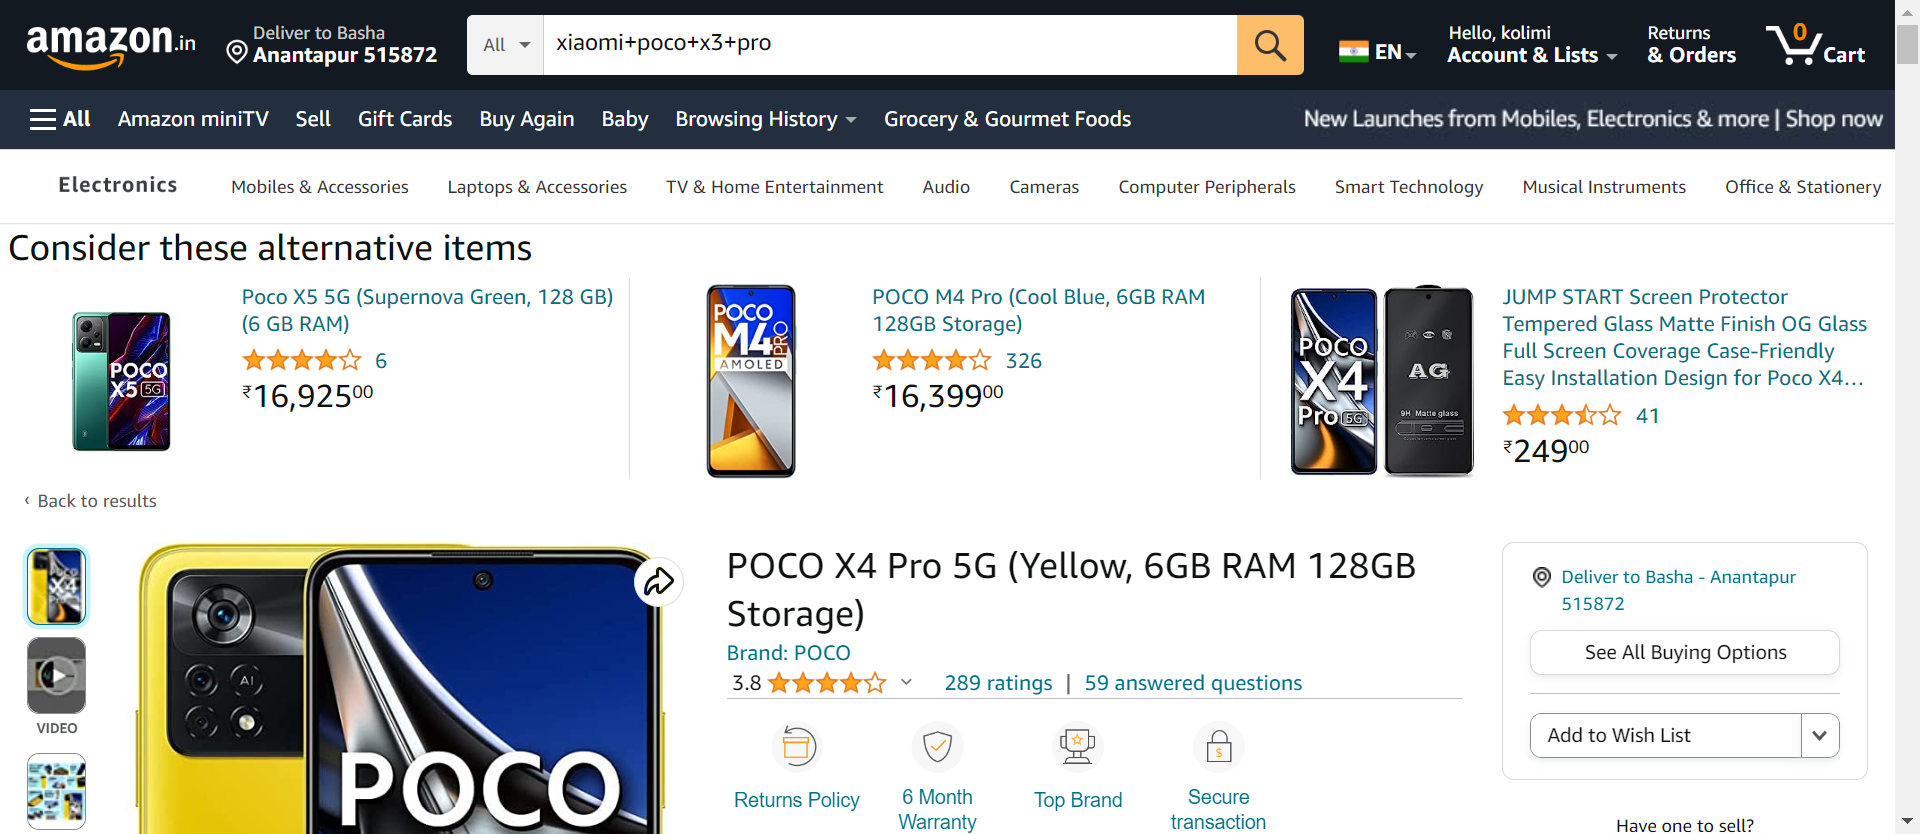 amazon.in
Deliver to Basha
Anantapur 515872
All
xiaomi+poco+x3+pro
EN
Hello, kolimi
Account & Lists
Returns
& Orders
0
Cart
All
Amazon miniTV
Sell
Gift Cards
Buy Again
Baby
Browsing History
Grocery & Gourmet Foods
New Launches from Mobiles, Electronics & more | Shop now
Electronics
Mobiles & Accessories
Laptops & Accessories
TV & Home Entertainment
Audio
Cameras
Computer Peripherals
Smart Technology
Musical Instruments
Office & Stationery
Consider these alternative items
POCO
X5 5G
Poco X5 5G (Supernova Green, 128 GB)
(6 GB RAM)
6
₹16,92500
POCO
M4 PRO
AMOLED
POCO M4 Pro (Cool Blue, 6GB RAM
128GB Storage)
326
₹16,39900
POCO
X4
Pro 5G
AG
9H Matte glass
JUMP START Screen Protector
Tempered Glass Matte Finish OG Glass
Full Screen Coverage Case-Friendly
Easy Installation Design for Poco X4...
41
₹24900
‹ Back to results
VIDEO
AI
POCO
POCO X4 Pro 5G (Yellow, 6GB RAM 128GB
Storage)
Brand: POCO
3.8
289 ratings | 59 answered questions
Returns Policy
6 Month
Warranty
Top Brand
Secure
transaction
Deliver to Basha - Anantapur
515872
See All Buying Options
Add to Wish List
Have one to sell?